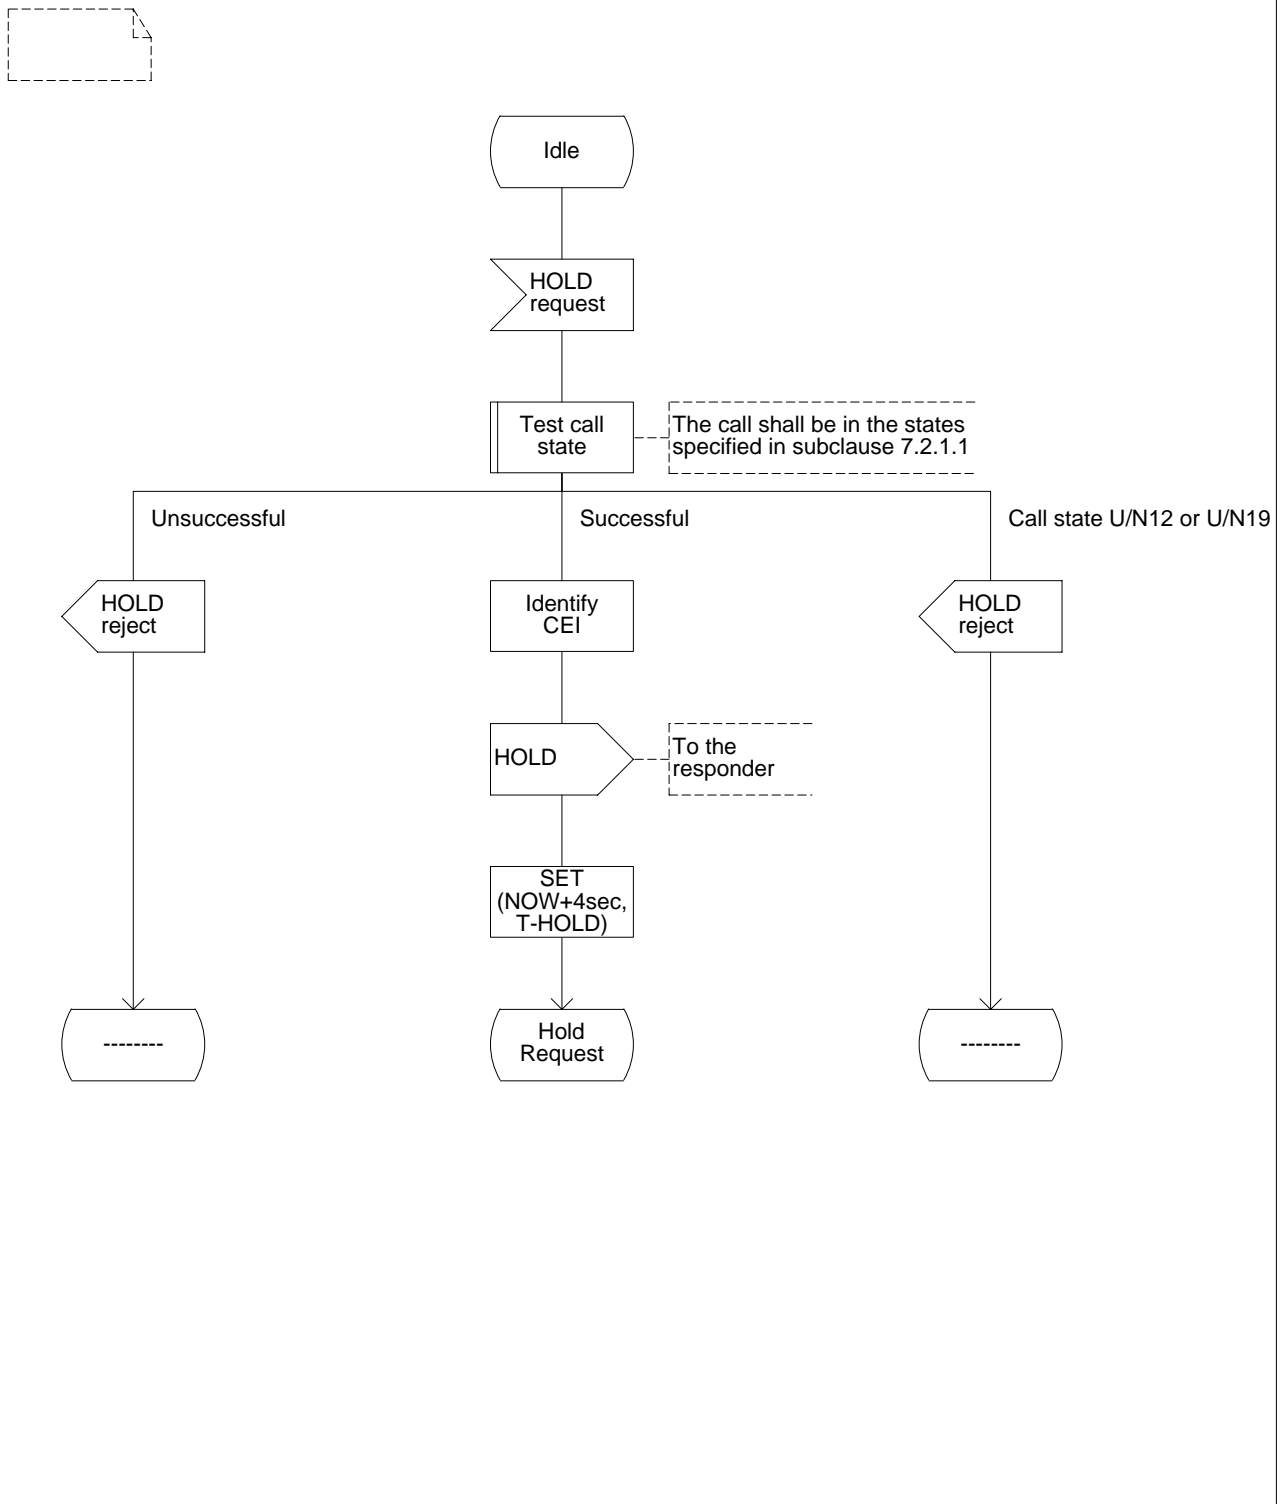 Idle
HOLD
request
Test call
state
The call shall be in the states
specified in subclause 7.2.1.1
Unsuccessful
Successful
Call state U/N12 or U/N19
HOLD
reject
Identify
CEI
HOLD
reject
HOLD
To the
responder
SET
(NOW+4sec,
T-HOLD)
--------
Hold
Request
--------